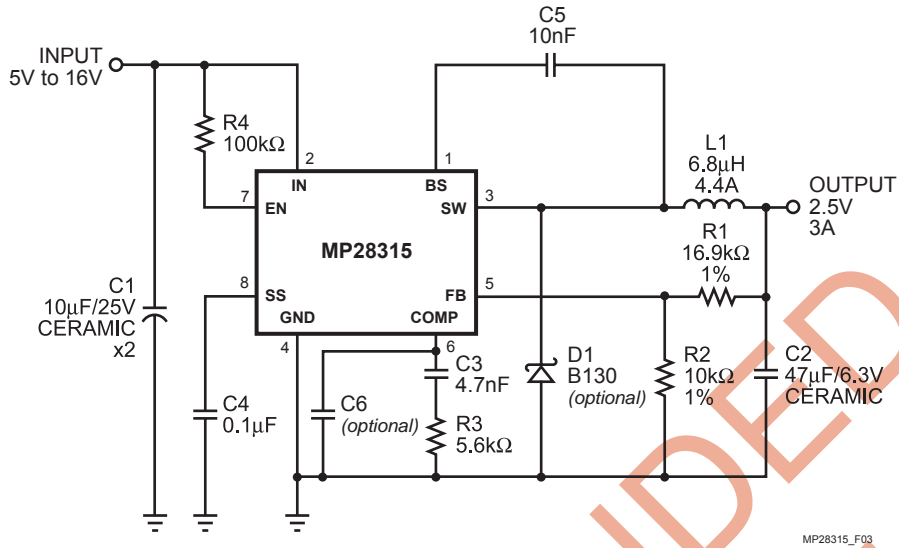 C5
10nF
INPUT
5V to 16V
R4
100kΩ
2
1
L1
6.8µH
4.4A
IN
BS
7
EN
SW
3
OUTPUT
2.5V
3A
MP28315
R1
16.9kΩ
1%
C1
10µF/25V
CERAMIC
x2
8
SS
FB
5
GND
COMP
4
6
C3
4.7nF
D1
B130
(optional)
R2
10kΩ
1%
C2
47µF/6.3V
CERAMIC
C4
0.1µF
C6
(optional)
R3
5.6kΩ
NDED
MP28315_F03